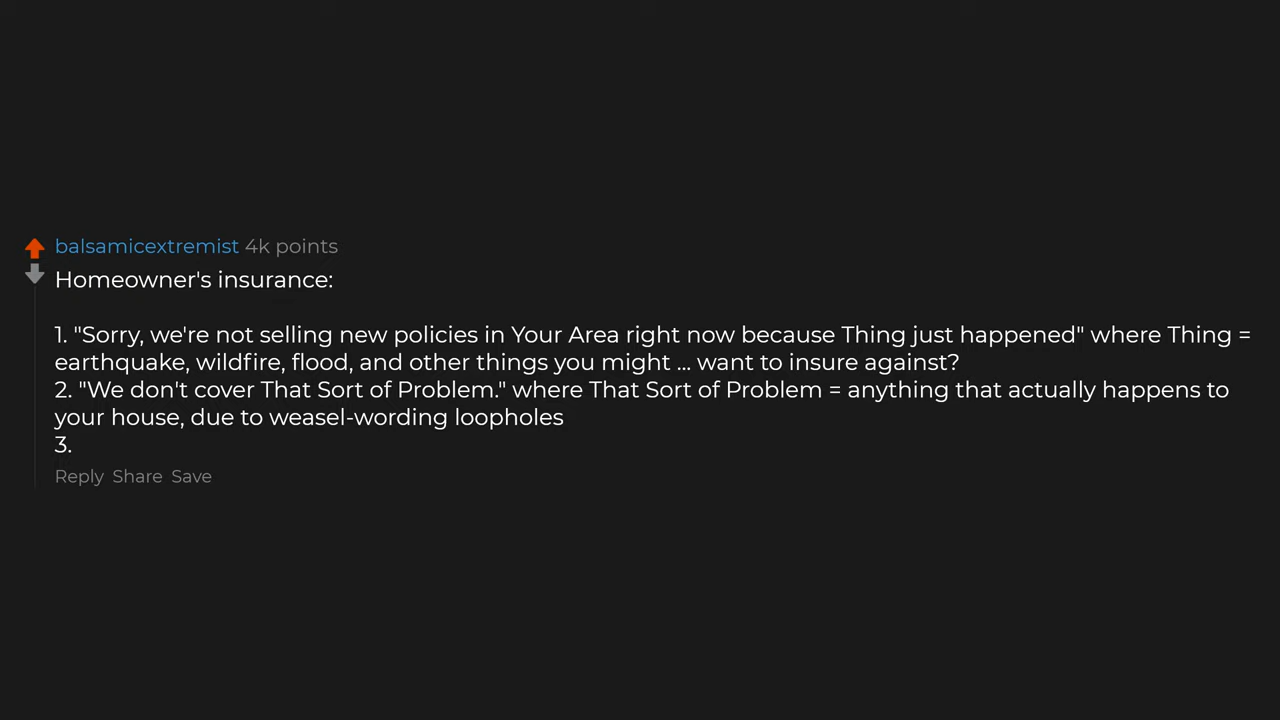 balsamicextremist 4k points
Homeowner's insurance:
1. "Sorry, we're not selling new policies in Your Area right now because Thing just happened" where Thing =
earthquake, wildfire, flood, and other things you might ... want to insure against?
2. "We don't cover That Sort of Problem." where That Sort of Problem = anything that actually happens to
your house, due to weasel-wording loopholes
3.
Reply Share Save